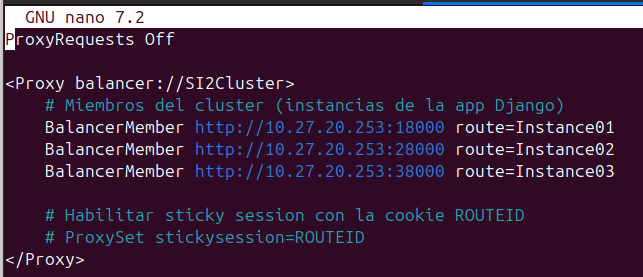 GNU nano 7.2
ProxyRequests Off
<Proxy balancer://SI2Cluster>
# Miembros del cluster (instancias de la app Django)
BalancerMember http://10.27.20.253:18000 route=Instance01
BalancerMember http://10.27.20.253:28000 route=Instance02
BalancerMember http://10.27.20.253:38000 route=Instance03
# Habilitar sticky session con la cookie ROUTEID
# ProxySet stickysession=ROUTEID
</Proxy>